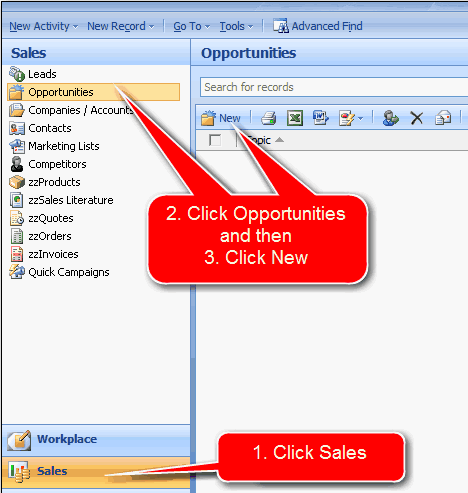 New Activity New Record Go To Tools Advanced Find
Sales
Opportunities
Leads
Opportunities
Companies / Accounts
Contacts
Marketing Lists
Competitors
zzProducts
zzSales Literature
zzQuotes
zzOrders
zzInvoices
Quick Campaigns
Search for records
New
Topic
2. Click Opportunities
and then
3. Click New
Workplace
Sales
1. Click Sales